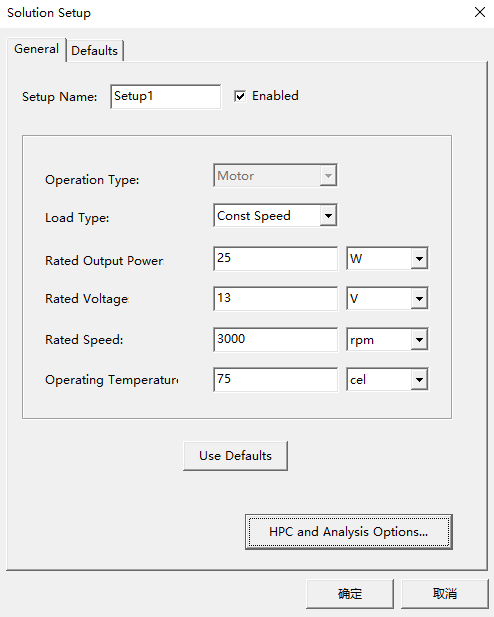 Solution Setup
General Defaults
Setup Name: Setup1 Enabled
Operation Type: Motor
Load Type: Const Speed
Rated Output Power: 25 W
Rated Voltage: 13 V
Rated Speed: 3000 rpm
Operating Temperature 75 cel
Use Defaults
HPC and Analysis Options...
确定 取消